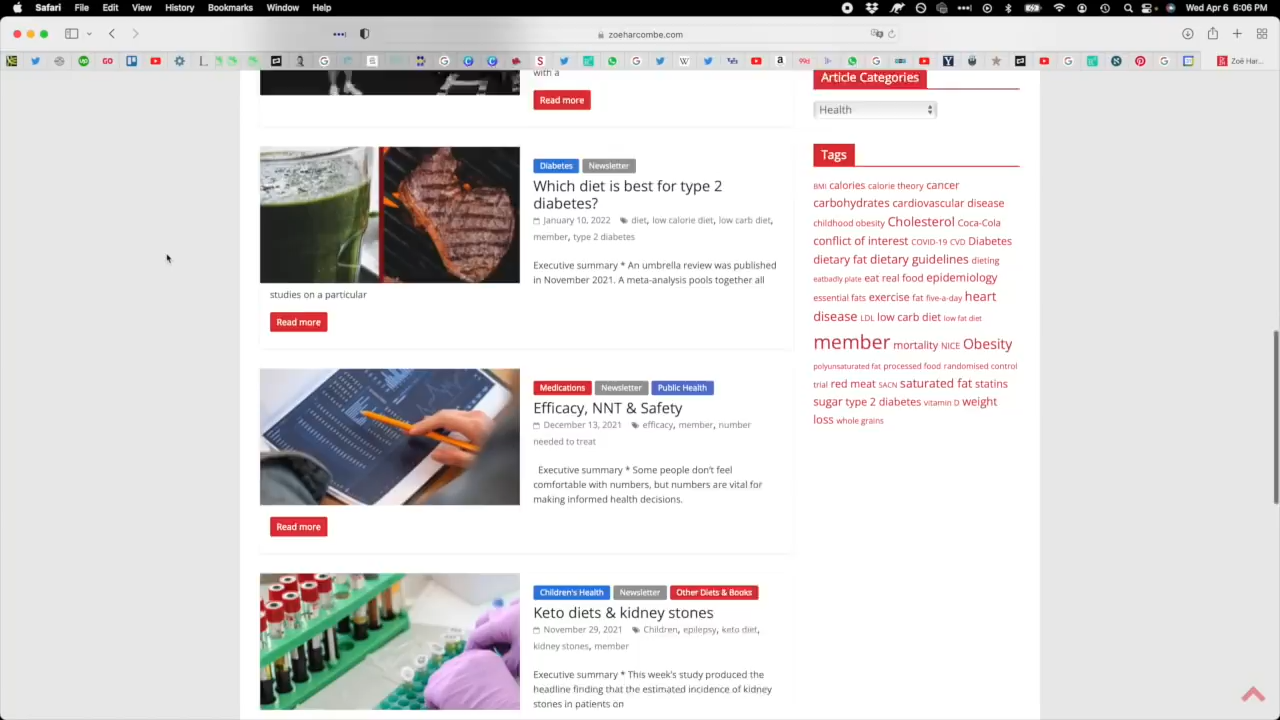 Safari File Edit View History Bookmarks Window Help
Wed Apr 6 6:06 PM
zoeharcombe.com
Zoë Har...
with a
Read more
Diabetes Newsletter
Which diet is best for type 2
diabetes?
January 10, 2022 diet, low calorie diet, low carb diet,
member, type 2 diabetes
Executive summary * An umbrella review was published
in November 2021. A meta-analysis pools together all
studies on a particular
Read more
Medications Newsletter Public Health
Efficacy, NNT & Safety
December 13, 2021 efficacy, member, number
needed to treat
Executive summary * Some people don't feel
comfortable with numbers, but numbers are vital for
making informed health decisions.
Read more
Children's Health Newsletter Other Diets & Books
Keto diets & kidney stones
November 29, 2021 Children, epilepsy, keto diet,
kidney stones, member
Executive summary * This week's study produced the
headline finding that the estimated incidence of kidney
stones in patients on
Article Categories
Health
Tags
BMI calories calorie theory cancer
carbohydrates cardiovascular disease
childhood obesity Cholesterol Coca-Cola
conflict of interest COVID-19 CVD Diabetes
dietary fat dietary guidelines dieting
eatbadly plate eat real food epidemiology
essential fats exercise fat five-a-day heart
disease LDL low carb diet low fat diet
member mortality NICE Obesity
polyunsaturated fat processed food randomised control
trial red meat SACN saturated fat statins
sugar type 2 diabetes vitamin D weight
loss whole grains